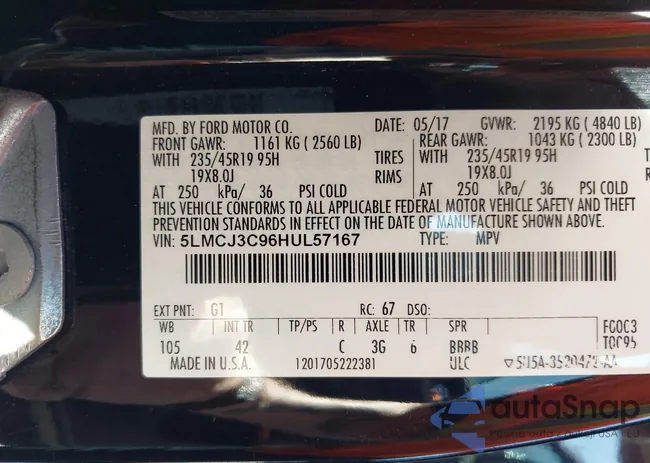 MFD. BY FORD MOTOR CO. DATE: 05/17 GVWR: 2195 KG ( 4840 LB)
FRONT GAWR: 1161 KG ( 2560 LB) REAR GAWR: 1043 KG ( 2300 LB)
WITH 235/45R19 95H TIRES WITH 235/45R19 95H
19X8.0J RIMS 19X8.0J
AT 250 kPa/ 36 PSI COLD AT 250 kPa/ 36 PSI COLD
THIS VEHICLE CONFORMS TO ALL APPLICABLE FEDERAL MOTOR VEHICLE SAFETY AND THEFT
PREVENTION STANDARDS IN EFFECT ON THE DATE OF MANUFACTURE SHOWN ABOVE.
VIN: 5LMCJ3C96HUL57167 TYPE: MPV
EXT PNT: G1 RC: 67 DSO:
WB INT TR TP/PS R AXLE TR SPR FGOC3
105 42 C 3G 6 BBRB TOC95
MADE IN U.S.A. 1201705222381 ULC
autoSnap